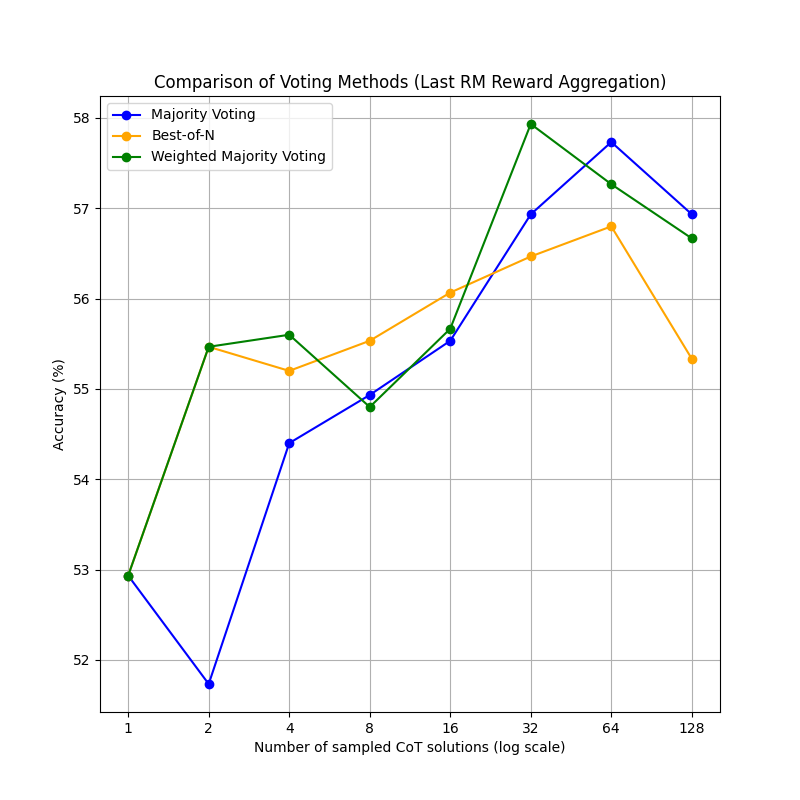 Comparison of Voting Methods (Last RM Reward Aggregation)
Majority Voting
Best-of-N
Weighted Majority Voting
58
57
56
55
54
53
52
Accuracy (%)
1 2 4 8 16 32 64 128
Number of sampled CoT solutions (log scale)